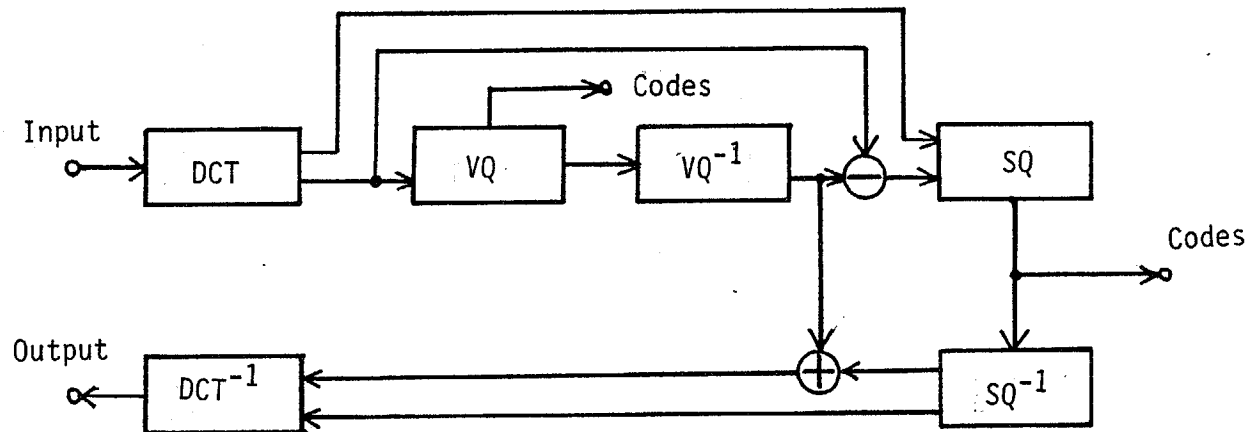 Codes
Input
DCT
VQ
VQ⁻¹
SQ
Codes
Output
DCT⁻¹
SQ⁻¹